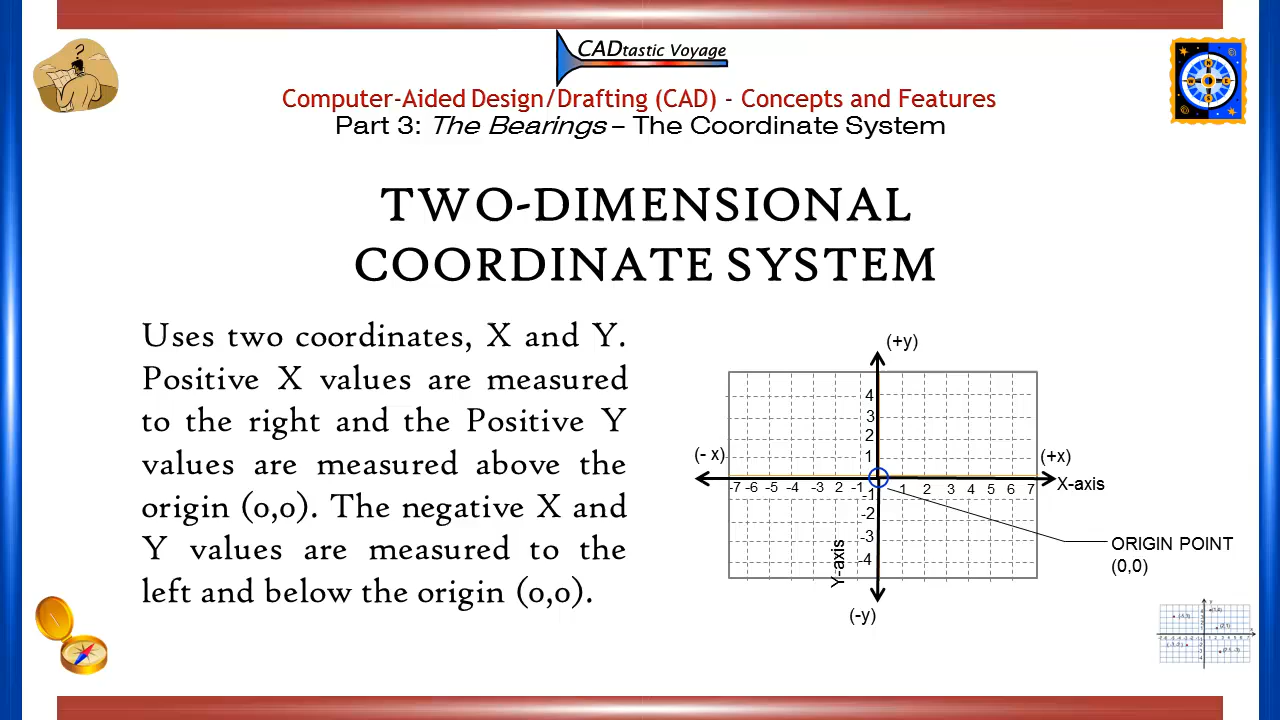 CADtastic Voyage
Computer-Aided Design/Drafting (CAD) - Concepts and Features
Part 3: The Bearings – The Coordinate System
TWO-DIMENSIONAL
COORDINATE SYSTEM
Uses two coordinates, X and Y.
Positive X values are measured
to the right and the Positive Y
values are measured above the
origin (0,0). The negative X and
Y values are measured to the
left and below the origin (0,0).
(+y)
4
3
2
1
(- x)
(+x)
-7 -6 -5 -4 -3 2 -1 1 2 3 4 5 6 7
X-axis
-1
-2
-3
-4
Y-axis
(-y)
ORIGIN POINT
(0,0)